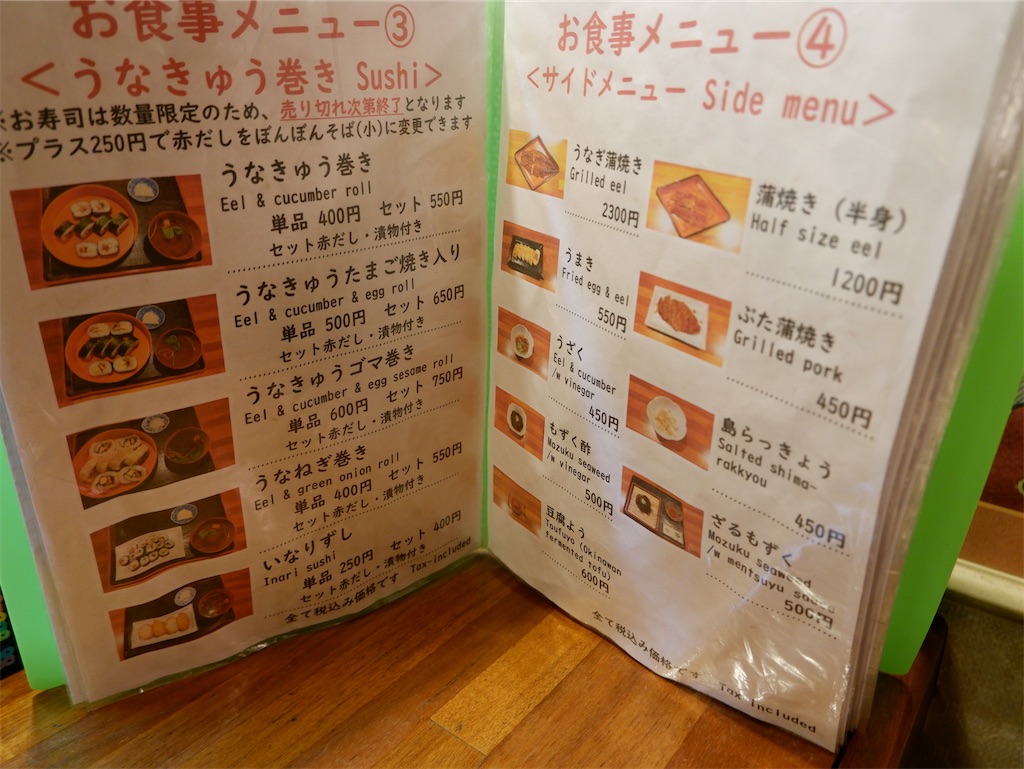 お食事メニュー③
<うなきゅう巻き Sushi>
※お寿司は数量限定のため、売り切れ次第終了となります
※プラス250円で赤だしをぽんぽんそば(小)に変更できます
うなきゅう巻き
Eel & cucumber roll
単品 400円 セット 550円
セット赤だし・漬物付き
うなきゅうたまご焼き入り
Eel & cucumber & egg roll
単品 500円 セット 650円
セット赤だし・漬物付き
うなきゅうゴマ巻き
Eel & cucumber & egg sesome roll
単品 600円 セット 750円
セット赤だし・漬物付き
うなねぎ巻き
Eel & green onion roll
単品 400円 セット 550円
セット赤だし・漬物付き
いなりずし
Inari sushi
単品 250円 セット 400円
セット赤だし・漬物付き
全て税込み価格です Tax-included
お食事メニュー④
<サイドメニュー Side menu>
うなぎ蒲焼き
Grilled eel
2300円
うまき
Fried egg & eel
550円
うざく
Eel & cucumber
/w vinegar
450円
もずく酢
Mozuku seaweed
/w vinegar
500円
豆腐よう
Toufuyo (Okinawan
fermented tofu)
600円
蒲焼き (半身)
Half size eel
1200円
ぶた蒲焼き
Grilled pork
450円
島らっきょう
Salted shima-
rakkyou
450円
ざるもずく
Mozuku seaweed
/w mentsuyu sauce
500円
全て税込み価格です Tax-included